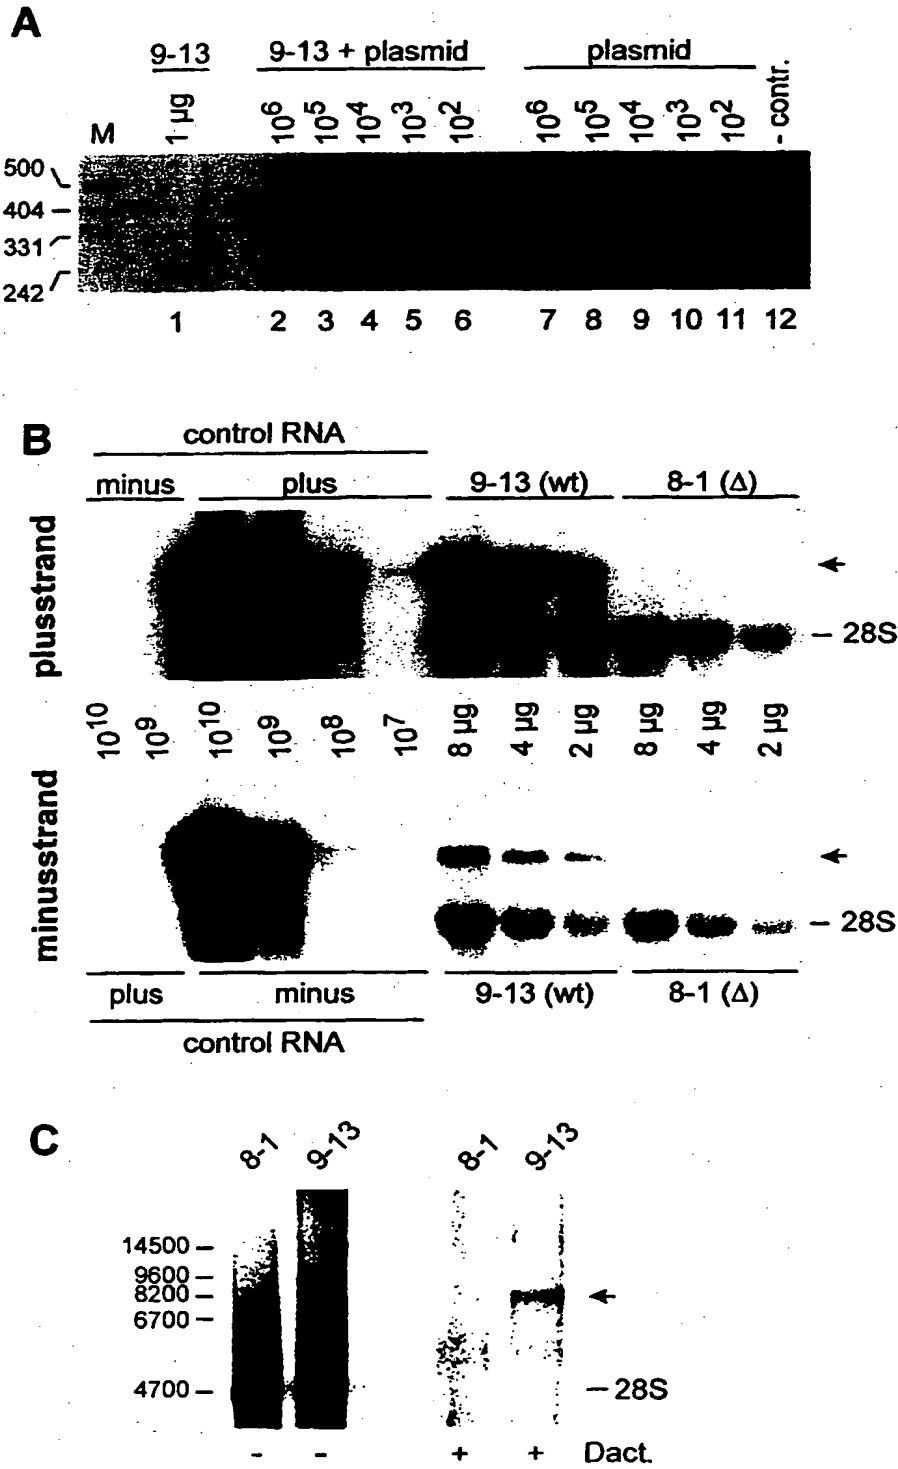 A
9-13 9-13 + plasmid plasmid
M 1 µg 10⁶ 10⁵ 10⁴ 10³ 10² 10⁶ 10⁵ 10⁴ 10³ 10² - contr.
500
404
331
242
1 2 3 4 5 6 7 8 9 10 11 12
B
control RNA
minus plus 9-13 (wt) 8-1 (Δ)
plusstrand
28S
10¹⁰ 10⁹ 10¹⁰ 10⁹ 10⁸ 10⁷ 8 µg 4 µg 2 µg 8 µg 4 µg 2 µg
minusstrand
28S
plus minus 9-13 (wt) 8-1 (Δ)
control RNA
C
8-1 9-13 8-1 9-13
14500
9600
8200
6700
4700
28S
- - + + Dact.